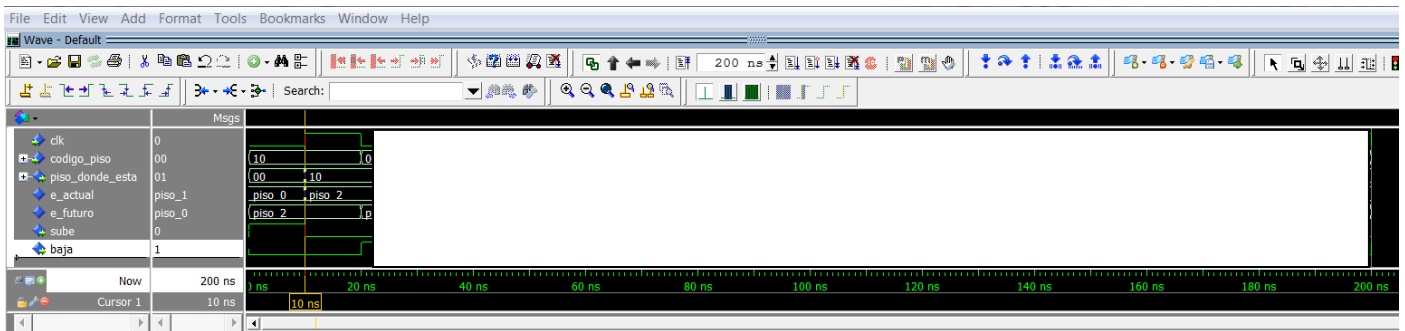 File Edit View Add Format Tools Bookmarks Window Help
Wave - Default
200 ns
Search:
Msgs
clk 0
codigo_piso 00 10 0
piso_donde_esta 01 00 10
e_actual piso_1 piso_0 piso_2
e_futuro piso_0 piso_2 p
sube 0
baja 1
Now 200 ns ns 20 ns 40 ns 60 ns 80 ns 100 ns 120 ns 140 ns 160 ns 180 ns 200 ns
Cursor 1 10 ns 10 ns